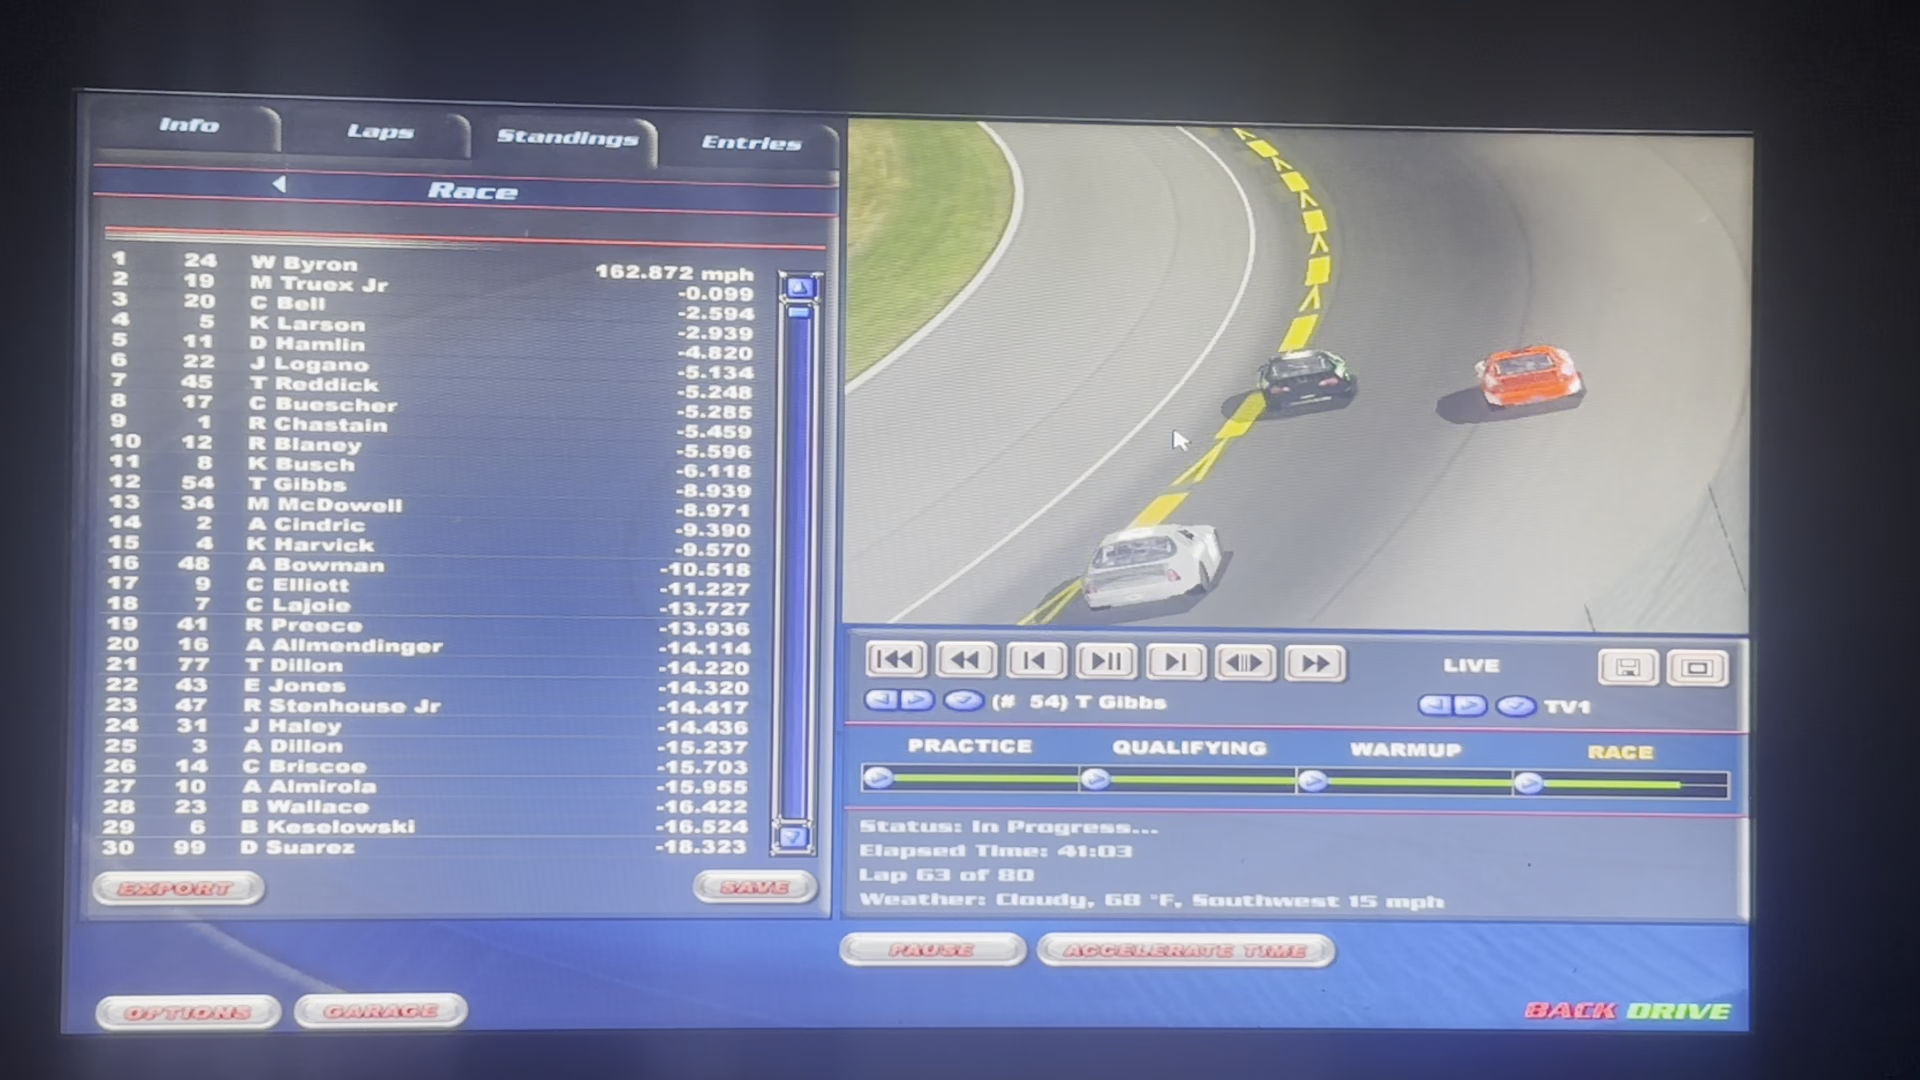 Info Laps Standings Entries
Race
1 24 W Byron 162.872 mph
2 19 M Truex Jr -0.099
3 20 C Bell -2.594
4 5 K Larson -2.939
5 11 D Hamlin -4.820
6 22 J Logano -5.134
7 45 T Reddick -5.248
8 17 C Buescher -5.285
9 1 R Chastain -5.459
10 12 R Blaney -5.596
11 8 K Busch -6.118
12 54 T Gibbs -8.939
13 34 M McDowell -8.971
14 2 A Cindric -9.390
15 4 K Harvick -9.570
16 48 A Bowman -10.518
17 9 C Elliott -11.227
18 7 C Lajoie -13.727
19 41 R Preece -13.936
20 16 A Allmendinger -14.114
21 77 T Dillon -14.220
22 43 E Jones -14.320
23 47 R Stenhouse Jr -14.417
24 31 J Haley -14.436
25 3 A Dillon -15.237
26 14 C Briscoe -15.703
27 10 A Almirola -15.955
28 23 B Wallace -16.422
29 6 B Keselowski -16.524
30 99 D Suarez -18.323
EXPORT SAVE
LIVE
(# 54) T Gibbs TV1
PRACTICE QUALIFYING WARMUP RACE
Status: In Progress...
Elapsed Time: 41:03
Lap 63 of 80
Weather: Cloudy, 68 °F, Southwest 15 mph
PAUSE ACCELERATE TIME
OPTIONS GARAGE
BACK DRIVE